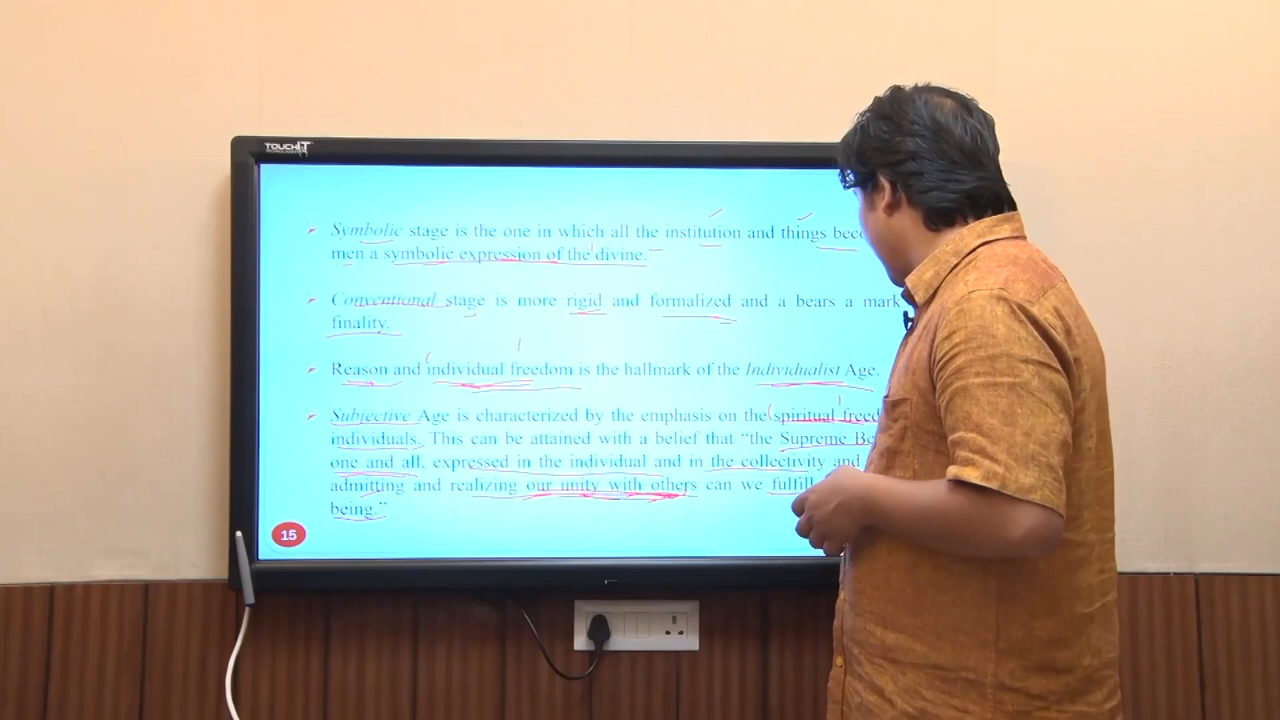 TOUCHIT
TECHNOLOGIES
Symbolic stage is the one in which all the institution and things
men a symbolic expression of the divine.
Conventional stage is more rigid and formalized and a bears a mark
finality.
Reason and individual freedom is the hallmark of the Individualist Age.
Subjective Age is characterized by the emphasis on the spiritual
individuals. This can be attained with a belief that “the Supreme
one and all, expressed in the individual and in the collectivity and
admitting and realizing our unity with others can we
being.”
15